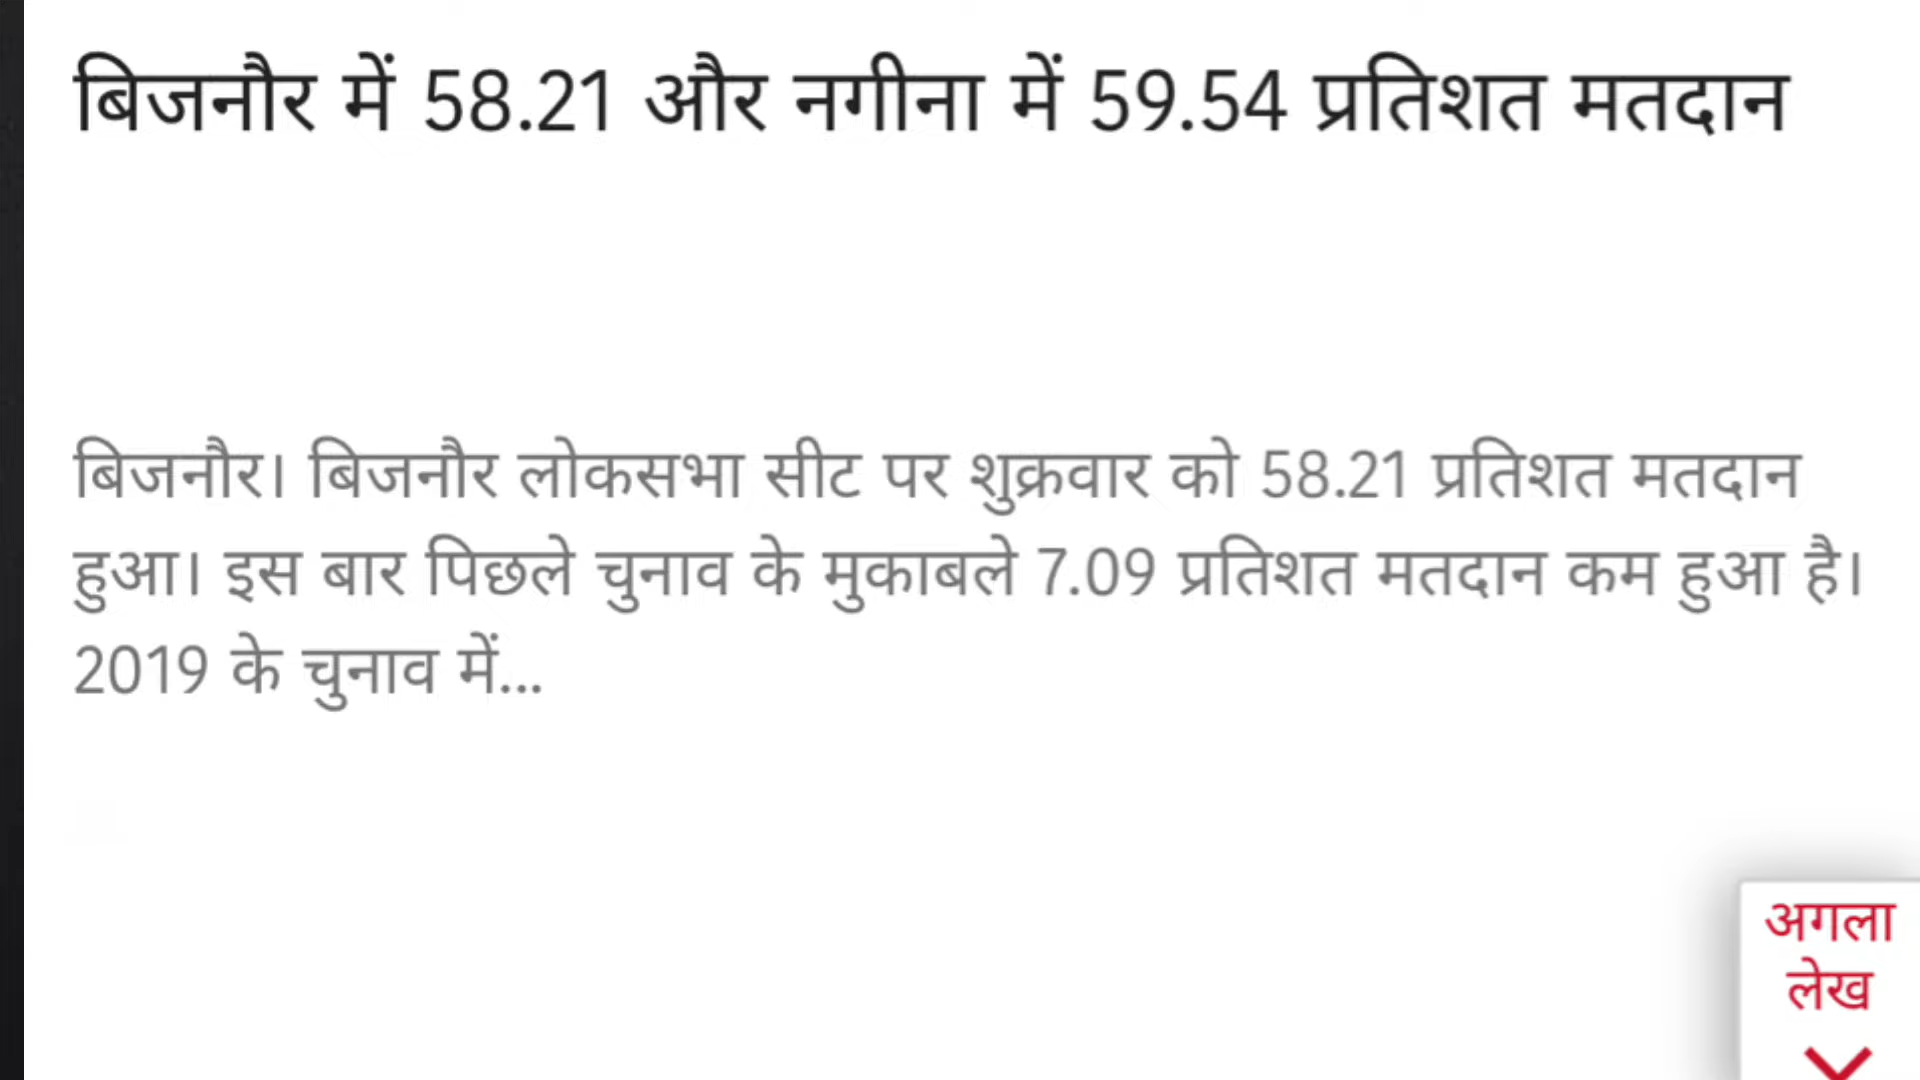 बिजनौर में 58.21 और नगीना में 59.54 प्रतिशत मतदान
बिजनौर। बिजनौर लोकसभा सीट पर शुक्रवार को 58.21 प्रतिशत मतदान
हुआ। इस बार पिछले चुनाव के मुकाबले 7.09 प्रतिशत मतदान कम हुआ है।
2019 के चुनाव में...
अगला
लेख